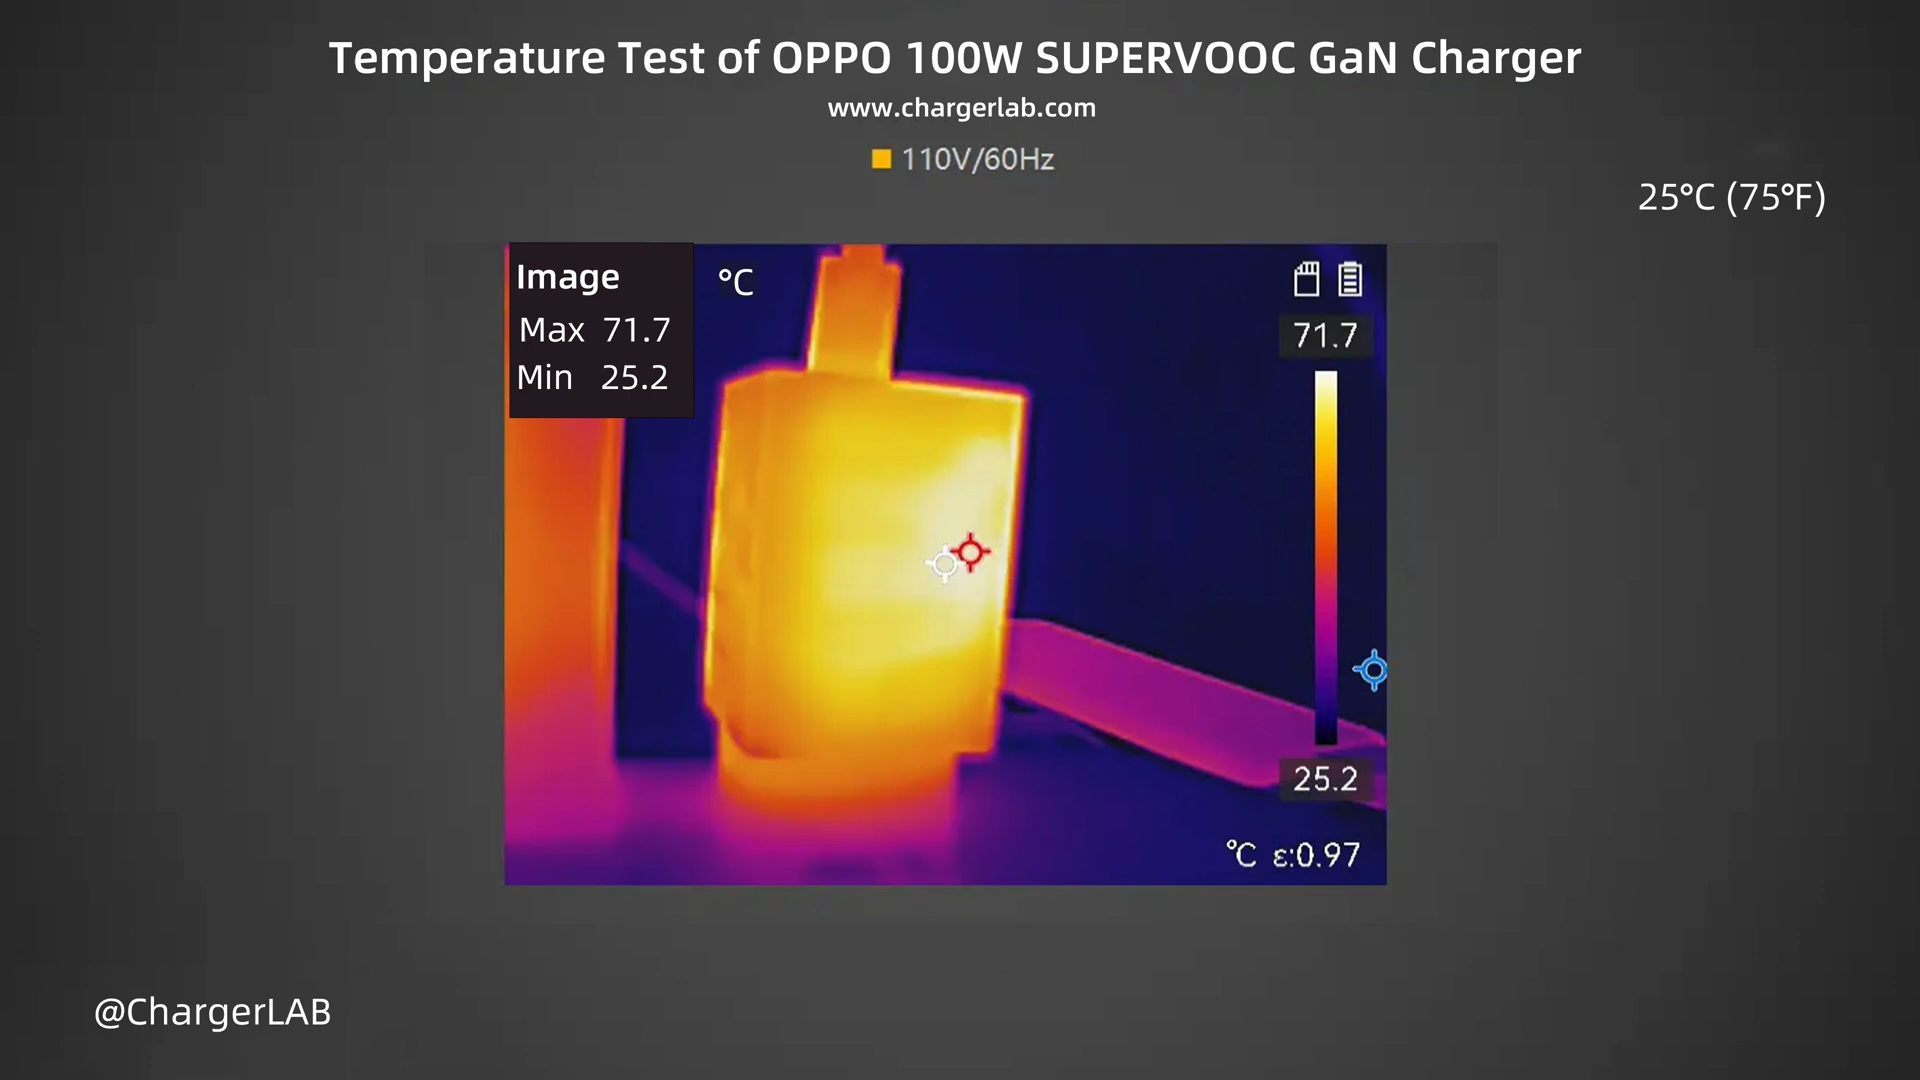 Temperature Test of OPPO 100W SUPERVOOC GaN Charger
www.chargerlab.com
110V/60Hz
25°C (75°F)
Image
°C
Max 71.7
Min 25.2
71.7
25.2
°C ε:0.97
@ChargerLAB